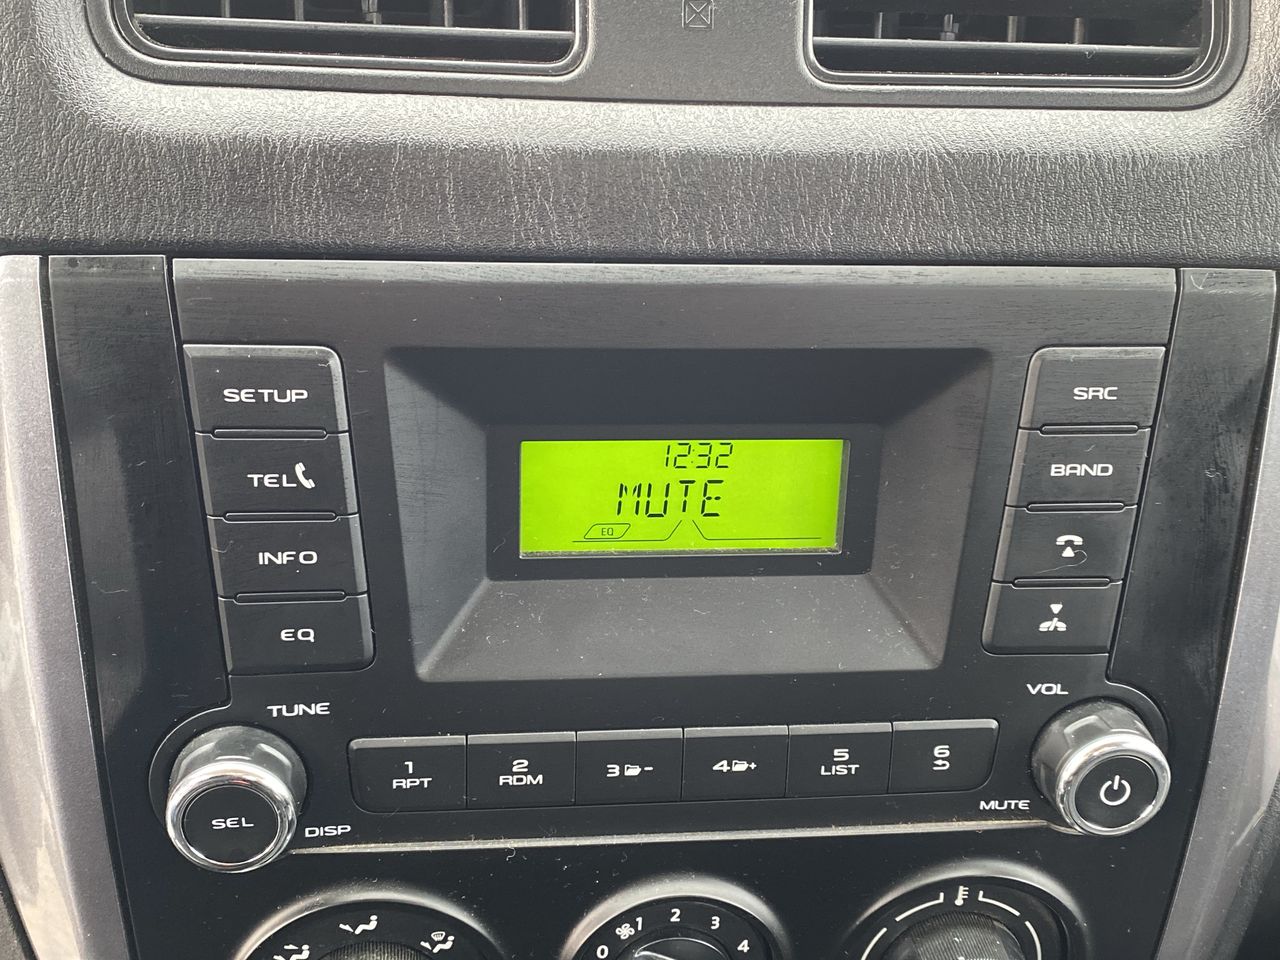 SETUP
TEL
INFO
EQ
12:32
MUTE
EQ
SRC
BAND
TUNE
SEL
DISP
1
RPT
2
RDM
3 -
4 +
5
LIST
6
VOL
MUTE
0 1 2 3 4